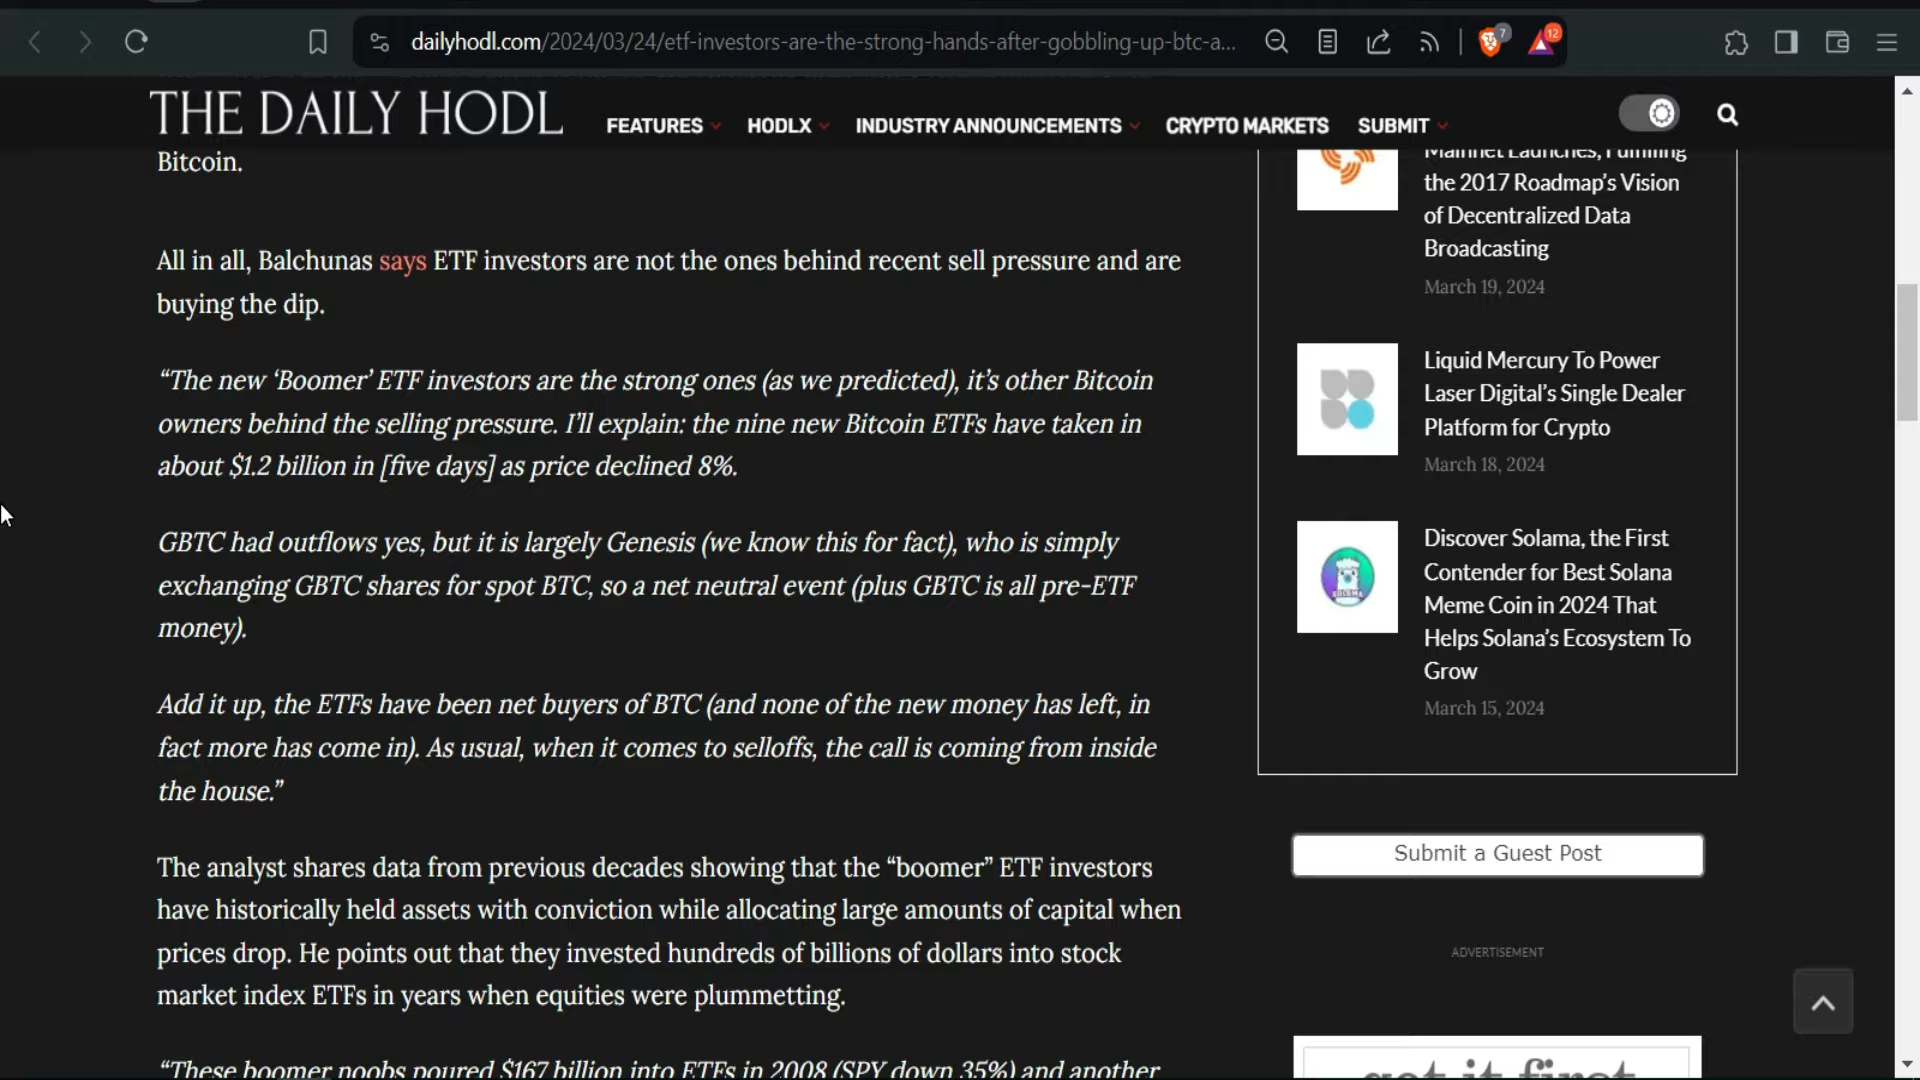 dailyhodl.com/2024/03/24/etf-investors-are-the-strong-hands-after-gobbling-up-btc-a...
7
12
THE DAILY HODL
FEATURES
HODLX
INDUSTRY ANNOUNCEMENTS
CRYPTO MARKETS
SUBMIT
Bitcoin.
All in all, Balchunas says ETF investors are not the ones behind recent sell pressure and are
buying the dip.
“The new ‘Boomer’ ETF investors are the strong ones (as we predicted), it’s other Bitcoin
owners behind the selling pressure. I’ll explain: the nine new Bitcoin ETFs have taken in
about $1.2 billion in [five days] as price declined 8%.
GBTC had outflows yes, but it is largely Genesis (we know this for fact), who is simply
exchanging GBTC shares for spot BTC, so a net neutral event (plus GBTC is all pre-ETF
money).
Add it up, the ETFs have been net buyers of BTC (and none of the new money has left, in
fact more has come in). As usual, when it comes to selloffs, the call is coming from inside
the house.”
The analyst shares data from previous decades showing that the “boomer” ETF investors
have historically held assets with conviction while allocating large amounts of capital when
prices drop. He points out that they invested hundreds of billions of dollars into stock
market index ETFs in years when equities were plummetting.
“These boomer noobs poured $167 billion into ETFs in 2008 (SPY down 35%) and another
Mainnet Launches, Fulfilling
the 2017 Roadmap’s Vision
of Decentralized Data
Broadcasting
March 19, 2024
Liquid Mercury To Power
Laser Digital’s Single Dealer
Platform for Crypto
March 18, 2024
SOLAMA
Discover Solama, the First
Contender for Best Solana
Meme Coin in 2024 That
Helps Solana’s Ecosystem To
Grow
March 15, 2024
Submit a Guest Post
ADVERTISEMENT
get it first